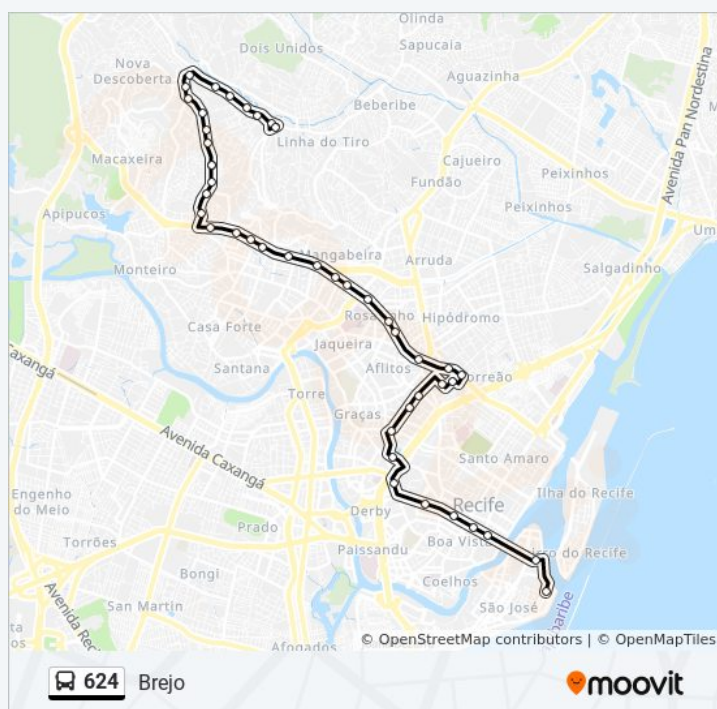 Olinda
Dois Unidos
Sapucaia
Nova
Descoberta
Aguazinha
Avenida Pan Nordestina
Beberibe
Linha do Tiro
Macaxeira
Cajueiro
Peixinhos
Fundão
Apipucos
Peixinhos
Mangabeira
Arruda
Monteiro
Salgadinho
Casa Forte
Rosarinho
Hipódromo
Jaqueira
Caxangá
Santana
Aflitos
Torre
Graças
Avenida Caxangá
Santo Amaro
Engenho
do Meio
Recife
Ilha do Recife
Prado
Derby
Torrões
Paissandu
Boa Vista
Bongi
Coelhos
San Martin
São José
Afogados
© OpenStreetMap contributors | © OpenMapTiles
624 Brejo
moovit